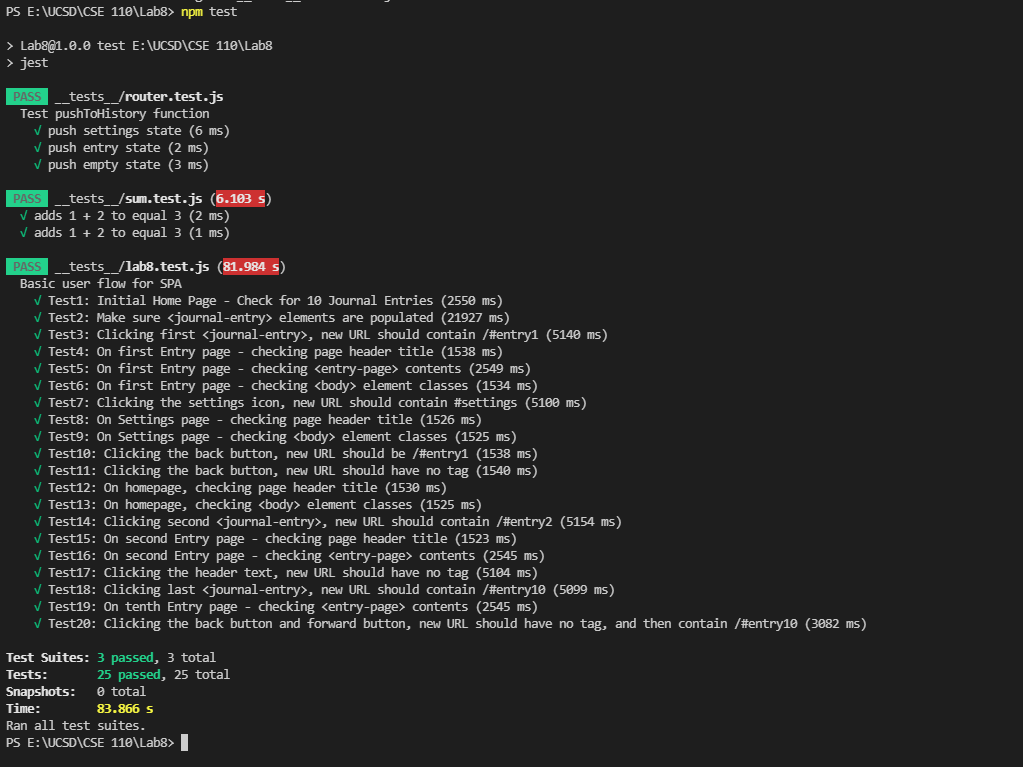 PS E:\UCSD\CSE 110\Lab8> npm test
> Lab8@1.0.0 test E:\UCSD\CSE 110\Lab8
> jest
PASS __tests__/router.test.js
Test pushToHistory function
√ push settings state (6 ms)
√ push entry state (2 ms)
√ push empty state (3 ms)
PASS __tests__/sum.test.js (6.103 s)
√ adds 1 + 2 to equal 3 (2 ms)
√ adds 1 + 2 to equal 3 (1 ms)
PASS __tests__/lab8.test.js (81.984 s)
Basic user flow for SPA
√ Test1: Initial Home Page - Check for 10 Journal Entries (2550 ms)
√ Test2: Make sure <journal-entry> elements are populated (21927 ms)
√ Test3: Clicking first <journal-entry>, new URL should contain /#entry1 (5140 ms)
√ Test4: On first Entry page - checking page header title (1538 ms)
√ Test5: On first Entry page - checking <entry-page> contents (2549 ms)
√ Test6: On first Entry page - checking <body> element classes (1534 ms)
√ Test7: Clicking the settings icon, new URL should contain #settings (5100 ms)
√ Test8: On Settings page - checking page header title (1526 ms)
√ Test9: On Settings page - checking <body> element classes (1525 ms)
√ Test10: Clicking the back button, new URL should be /#entry1 (1538 ms)
√ Test11: Clicking the back button, new URL should have no tag (1540 ms)
√ Test12: On homepage, checking page header title (1530 ms)
√ Test13: On homepage, checking <body> element classes (1525 ms)
√ Test14: Clicking second <journal-entry>, new URL should contain /#entry2 (5154 ms)
√ Test15: On second Entry page - checking page header title (1523 ms)
√ Test16: On second Entry page - checking <entry-page> contents (2545 ms)
√ Test17: Clicking the header text, new URL should have no tag (5104 ms)
√ Test18: Clicking last <journal-entry>, new URL should contain /#entry10 (5099 ms)
√ Test19: On tenth Entry page - checking <entry-page> contents (2545 ms)
√ Test20: Clicking the back button and forward button, new URL should have no tag, and then contain /#entry10 (3082 ms)
Test Suites: 3 passed, 3 total
Tests: 25 passed, 25 total
Snapshots: 0 total
Time: 83.866 s
Ran all test suites.
PS E:\UCSD\CSE 110\Lab8>